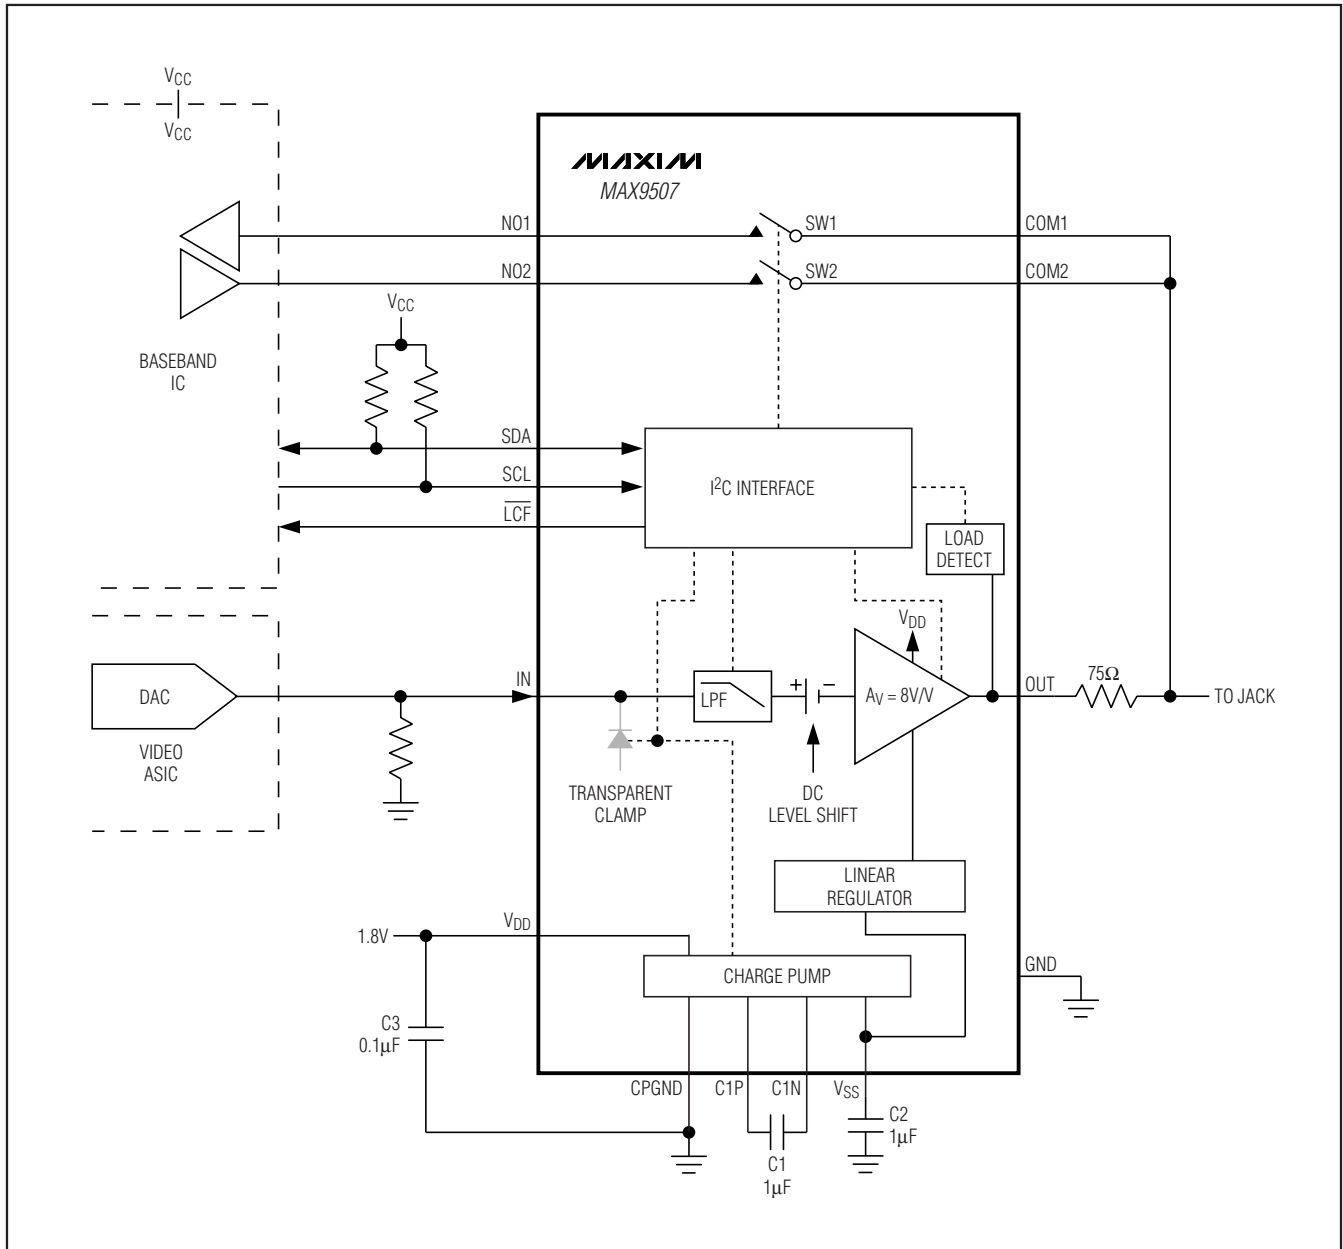 VCC
VCC
MAXIM
MAX9507
NO1
SW1
COM1
NO2
SW2
COM2
VCC
BASEBAND
IC
SDA
SCL
LCF
I²C INTERFACE
LOAD
DETECT
VDD
DAC
IN
LPF
+ −
AV = 8V/V
OUT
75Ω
TO JACK
VIDEO
ASIC
TRANSPARENT
CLAMP
DC
LEVEL SHIFT
LINEAR
REGULATOR
1.8V
VDD
CHARGE PUMP
GND
C3
0.1µF
CPGND
C1P
C1N
VSS
C2
1µF
C1
1µF